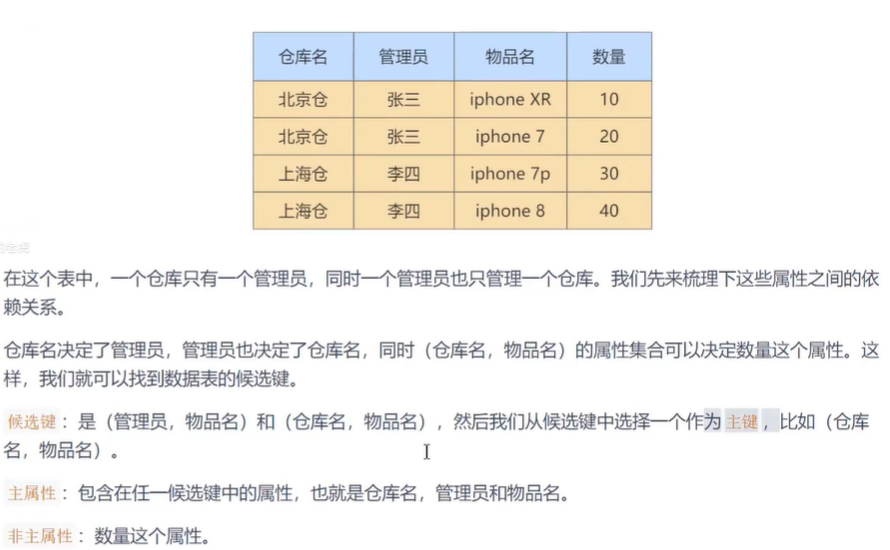 仓库名 管理员 物品名 数量
北京仓 张三 iphone XR 10
北京仓 张三 iphone 7 20
上海仓 李四 iphone 7p 30
上海仓 李四 iphone 8 40
在这个表中，一个仓库只有一个管理员，同时一个管理员也只管理一个仓库。我们先来梳理下这些属性之间的依
赖关系。
仓库名决定了管理员，管理员也决定了仓库名，同时（仓库名，物品名）的属性集合可以决定数量这个属性。这
样，我们就可以找到数据表的候选键。
候选键：是（管理员，物品名）和（仓库名，物品名），然后我们从候选键中选择一个作为主键，比如（仓库
名，物品名）。
主属性：包含在任一候选键中的属性，也就是仓库名，管理员和物品名。
非主属性：数量这个属性。